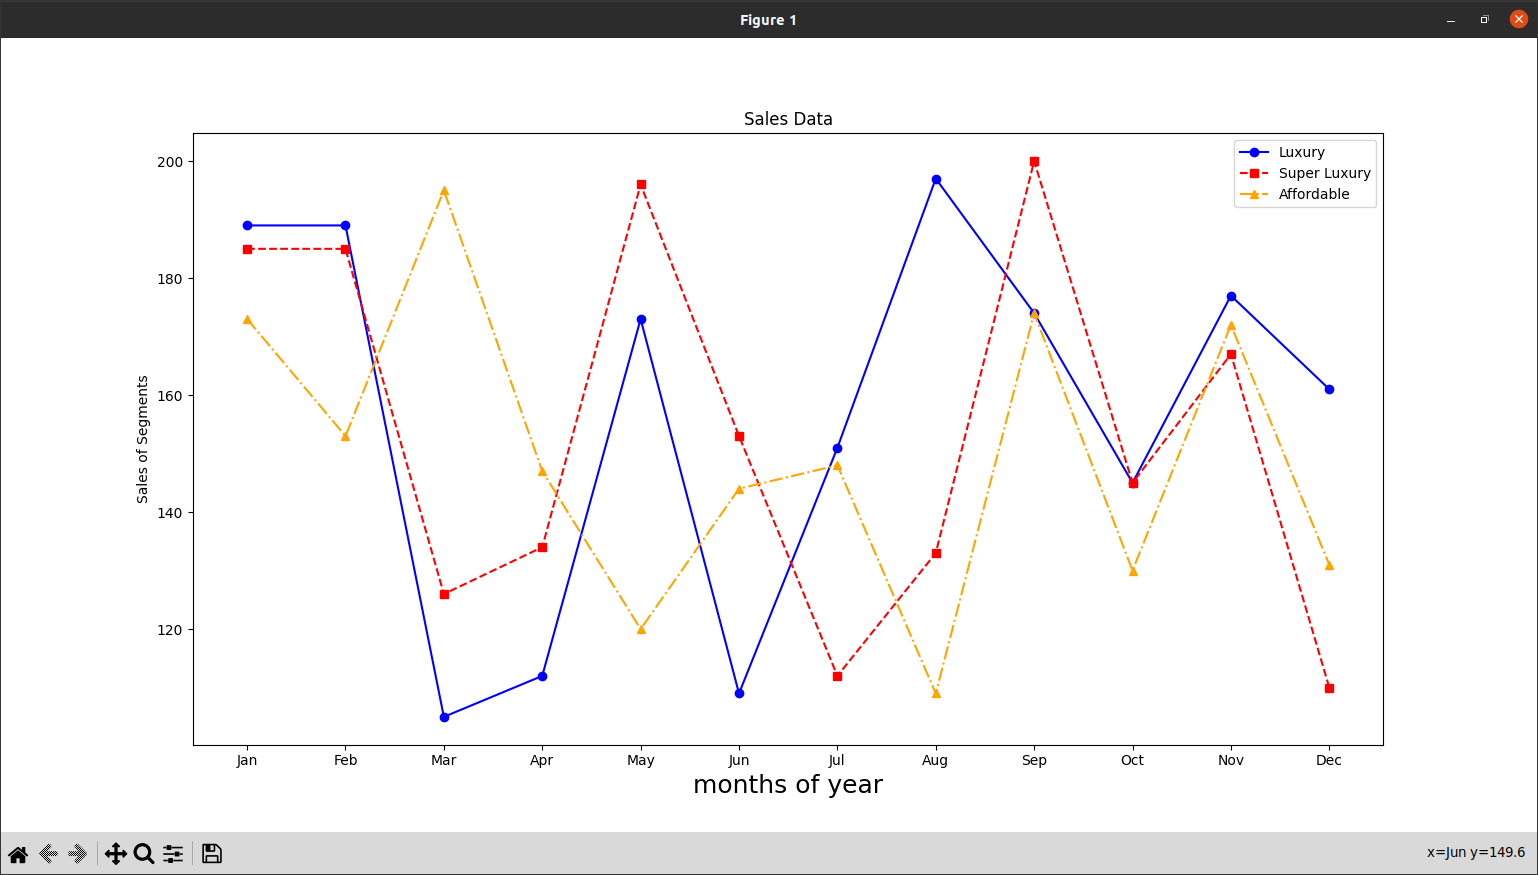 Figure 1
Sales Data
Luxury
Super Luxury
Affordable
200
180
160
140
120
Sales of Segments
Jan Feb Mar Apr May Jun Jul Aug Sep Oct Nov Dec
months of year
x=Jun y=149.6